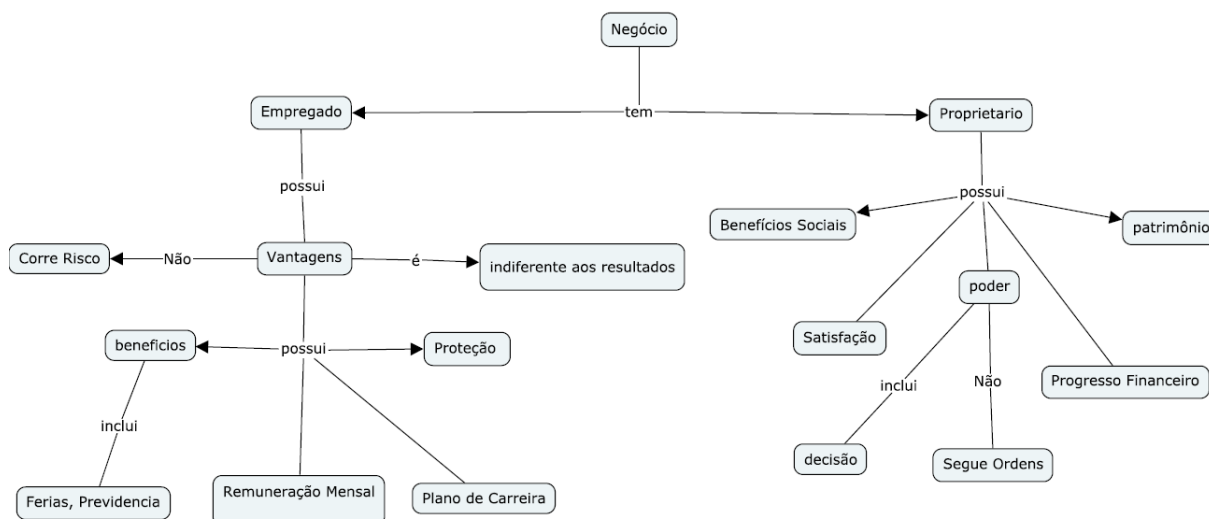 Negócio
Empregado
tem
Proprietario
possui
possui
Benefícios Sociais
patrimônio
Corre Risco
Não
Vantagens
é
indiferente aos resultados
poder
Satisfação
beneficios
possui
Proteção
Progresso Financeiro
inclui
Não
inclui
decisão
Segue Ordens
Ferias, Previdencia
Remuneração Mensal
Plano de Carreira